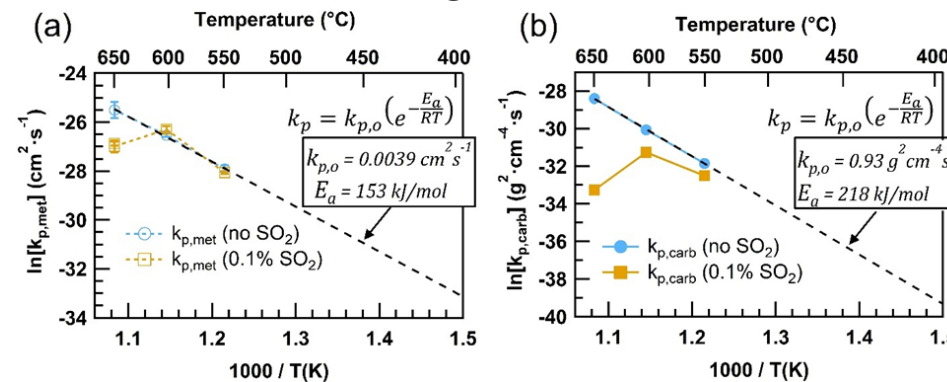 (a)
Temperature (°C)
650 600 550 500 450 400
-24
-26
-28
-30
-32
-34
ln[kp,met] (cm²·s⁻¹)
kp = kp,o (e^-Ea/RT)
kp,o = 0.0039 cm² s⁻¹
Ea = 153 kJ/mol
kp,met (no SO₂)
kp,met (0.1% SO₂)
1.1 1.2 1.3 1.4 1.5
1000 / T(K)
(b)
Temperature (°C)
650 600 550 500 450 400
-26
-28
-30
-32
-34
-36
-38
-40
ln[kp,carb] (g²·cm⁻⁴·s⁻¹)
kp = kp,o (e^-Ea/RT)
kp,o = 0.93 g² cm⁻⁴ s
Ea = 218 kJ/mol
kp,carb (no SO₂)
kp,carb (0.1% SO₂)
1.1 1.2 1.3 1.4
1000 / T(K)